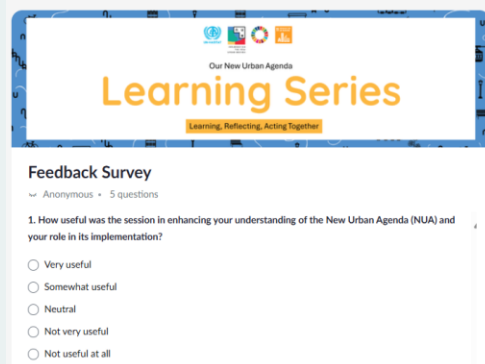 Our New Urban Agenda
Learning Series
Learning, Reflecting, Acting Together
Feedback Survey
Anonymous • 5 questions
1. How useful was the session in enhancing your understanding of the New Urban Agenda (NUA) and
your role in its implementation?
Very useful
Somewhat useful
Neutral
Not very useful
Not useful at all